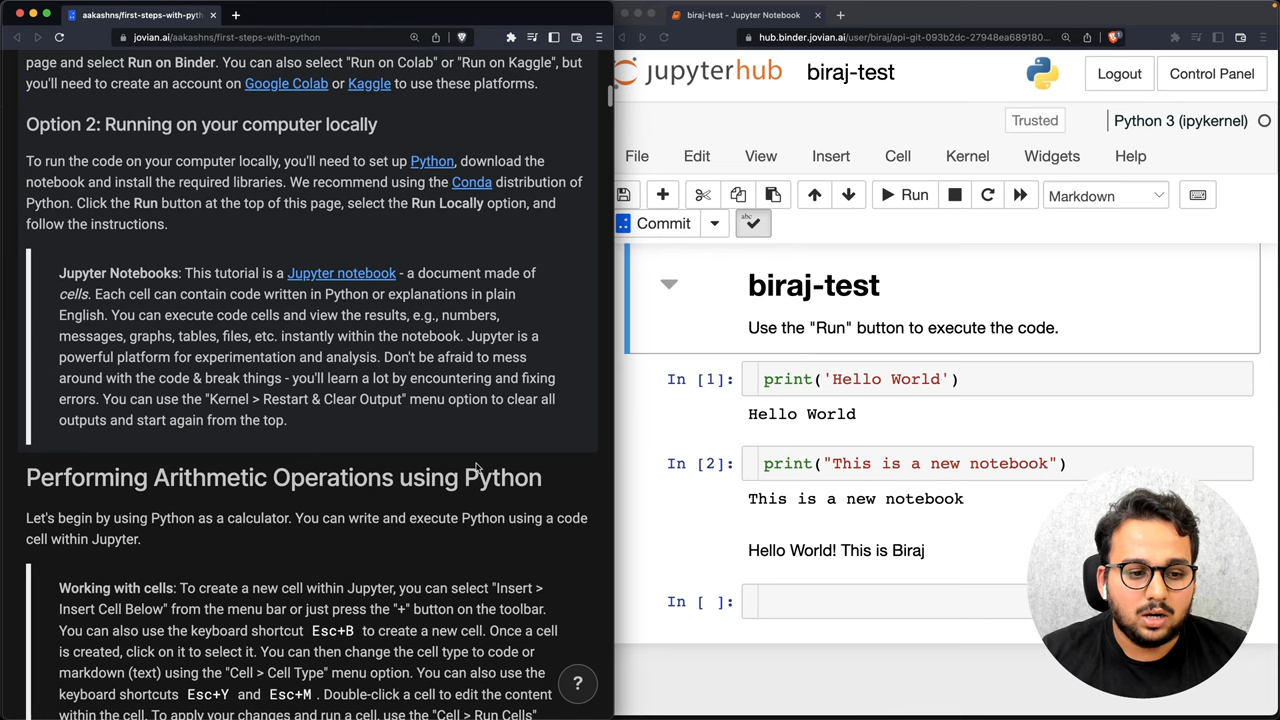 aakashns/first-steps-with-pyth
jovian.ai/aakashns/first-steps-with-python
page and select Run on Binder. You can also select "Run on Colab" or "Run on Kaggle", but
you'll need to create an account on Google Colab or Kaggle to use these platforms.
Option 2: Running on your computer locally
To run the code on your computer locally, you'll need to set up Python, download the
notebook and install the required libraries. We recommend using the Conda distribution of
Python. Click the Run button at the top of this page, select the Run Locally option, and
follow the instructions.
Jupyter Notebooks: This tutorial is a Jupyter notebook - a document made of
cells. Each cell can contain code written in Python or explanations in plain
English. You can execute code cells and view the results, e.g., numbers,
messages, graphs, tables, files, etc. instantly within the notebook. Jupyter is a
powerful platform for experimentation and analysis. Don't be afraid to mess
around with the code & break things - you'll learn a lot by encountering and fixing
errors. You can use the "Kernel > Restart & Clear Output" menu option to clear all
outputs and start again from the top.
Performing Arithmetic Operations using Python
Let's begin by using Python as a calculator. You can write and execute Python using a code
cell within Jupyter.
Working with cells: To create a new cell within Jupyter, you can select "Insert >
Insert Cell Below" from the menu bar or just press the "+" button on the toolbar.
You can also use the keyboard shortcut Esc+B to create a new cell. Once a cell
is created, click on it to select it. You can then change the cell type to code or
markdown (text) using the "Cell > Cell Type" menu option. You can also use the
keyboard shortcuts Esc+Y and Esc+M. Double-click a cell to edit the content
within the cell. To apply your changes and run a cell, use the "Cell > Run Cells"
?
biraj-test - Jupyter Notebook
hub.binder.jovian.ai/user/biraj/api-git-093b2dc-27948ea689180...
jupyterhub biraj-test Logout Control Panel
Trusted Python 3 (ipykernel)
File Edit View Insert Cell Kernel Widgets Help
Run Markdown
Commit abc
biraj-test
Use the "Run" button to execute the code.
In [1]: print('Hello World')
Hello World
In [2]: print("This is a new notebook")
This is a new notebook
Hello World! This is Biraj
In [ ]: